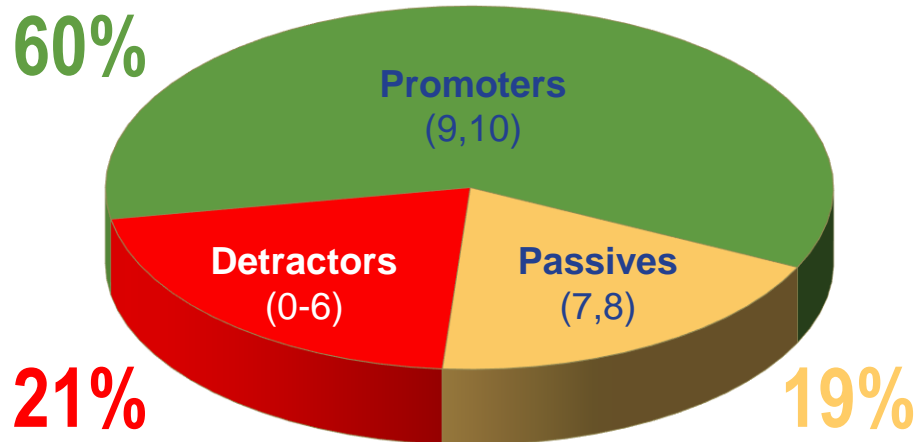 60%
Promoters
(9,10)
Detractors
(0-6)
Passives
(7,8)
21%
19%